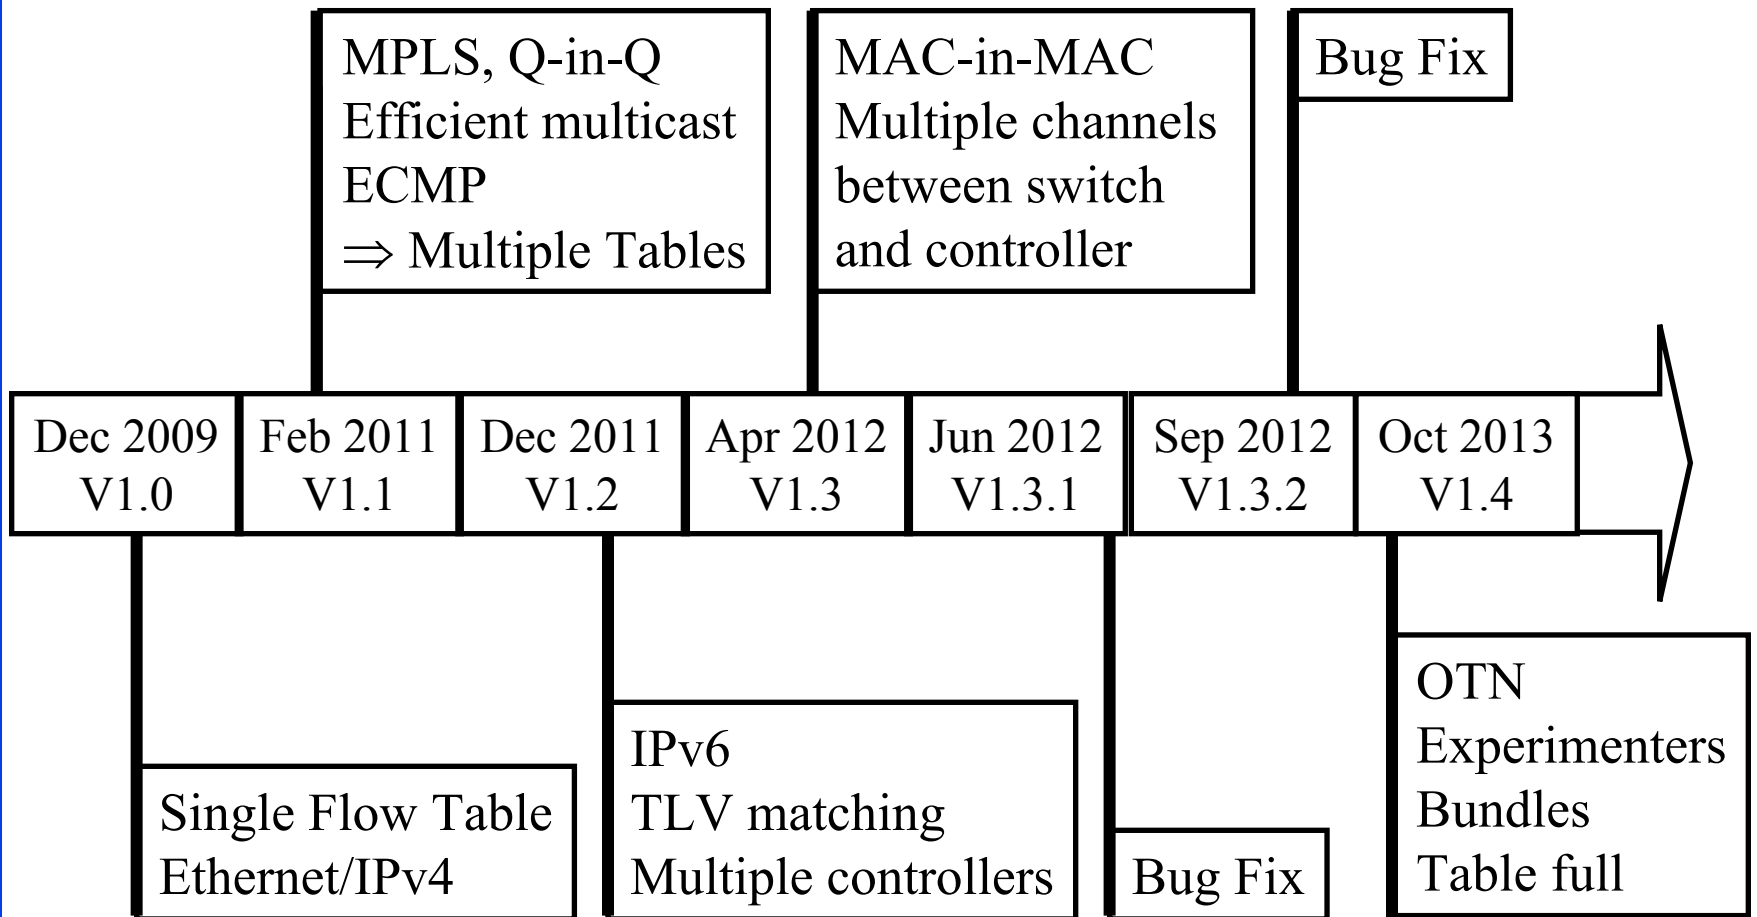 MPLS, Q-in-Q
Efficient multicast
ECMP
⇒ Multiple Tables
MAC-in-MAC
Multiple channels
between switch
and controller
Bug Fix
Dec 2009
V1.0
Feb 2011
V1.1
Dec 2011
V1.2
Apr 2012
V1.3
Jun 2012
V1.3.1
Sep 2012
V1.3.2
Oct 2013
V1.4
Single Flow Table
Ethernet/IPv4
IPv6
TLV matching
Multiple controllers
Bug Fix
OTN
Experimenters
Bundles
Table full